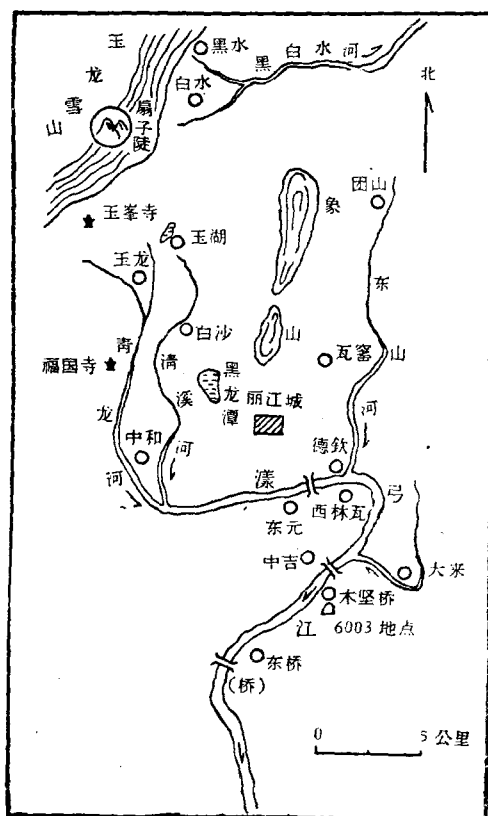 玉龙雪山
黑水
黑白水河
北
白水
扇子陡
团山
象
玉峯寺
玉湖
东
玉龙
白沙
青
清
山
瓦窑
山
福国寺
黑龙潭
溪
丽江城
龙
中和
河
河
德钦
河
漾
弓
西林瓦
东元
中吉
大米
木坚桥
江
6003 地点
东桥
(桥)
0
5 公里